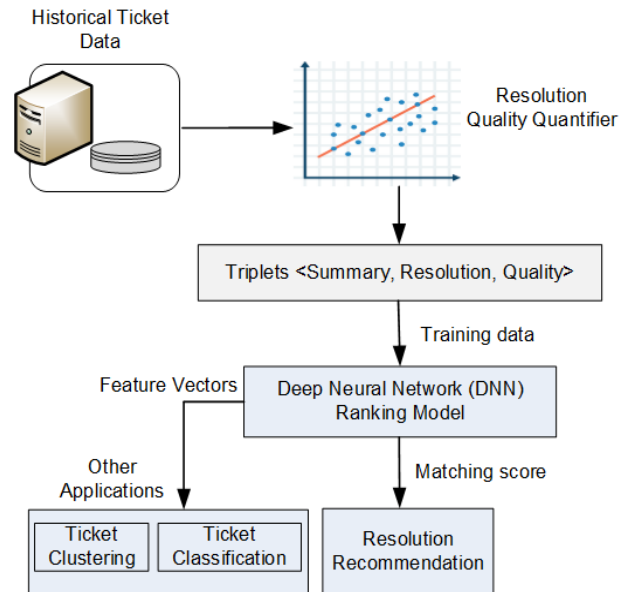 Historical Ticket
Data
Resolution
Quality Quantifier
Triplets <Summary, Resolution, Quality>
Training data
Feature Vectors
Deep Neural Network (DNN)
Ranking Model
Other
Applications
Matching score
Ticket
Clustering
Ticket
Classification
Resolution
Recommendation